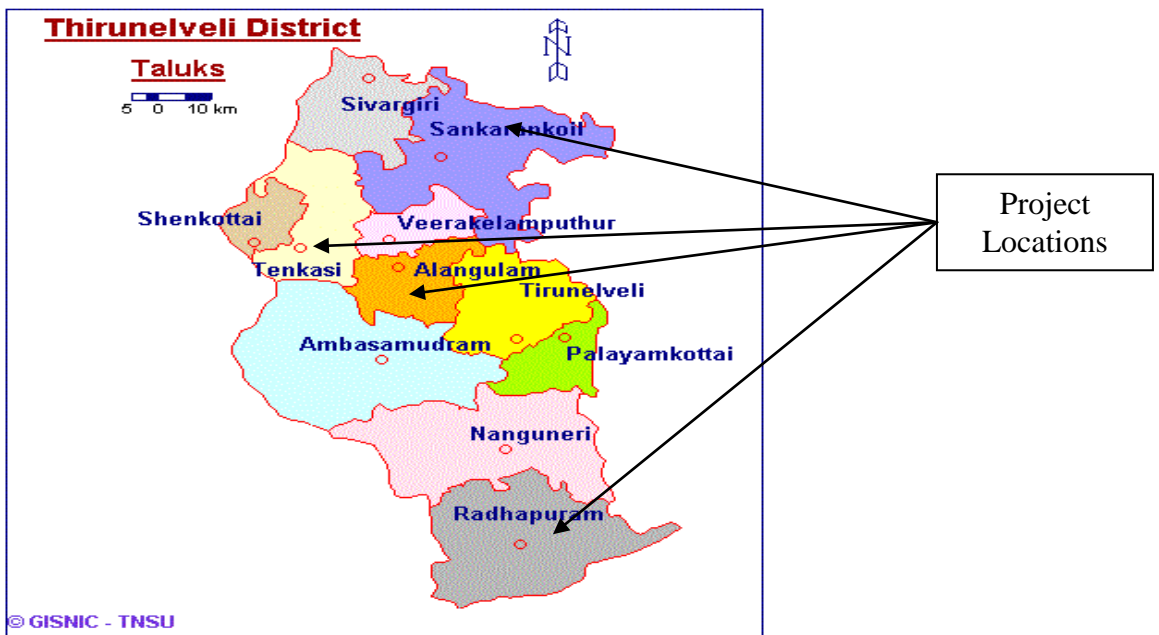 Thirunelveli District
Taluks
5 0 10 km
N
Sivargiri
Sankarankoil
Shenkottai
Veerakelamputhur
Tenkasi
Alangulam
Tirunelveli
Ambasamudram
Palayamkottai
Nanguneri
Radhapuram
Project
Locations
© GISNIC - TNSU